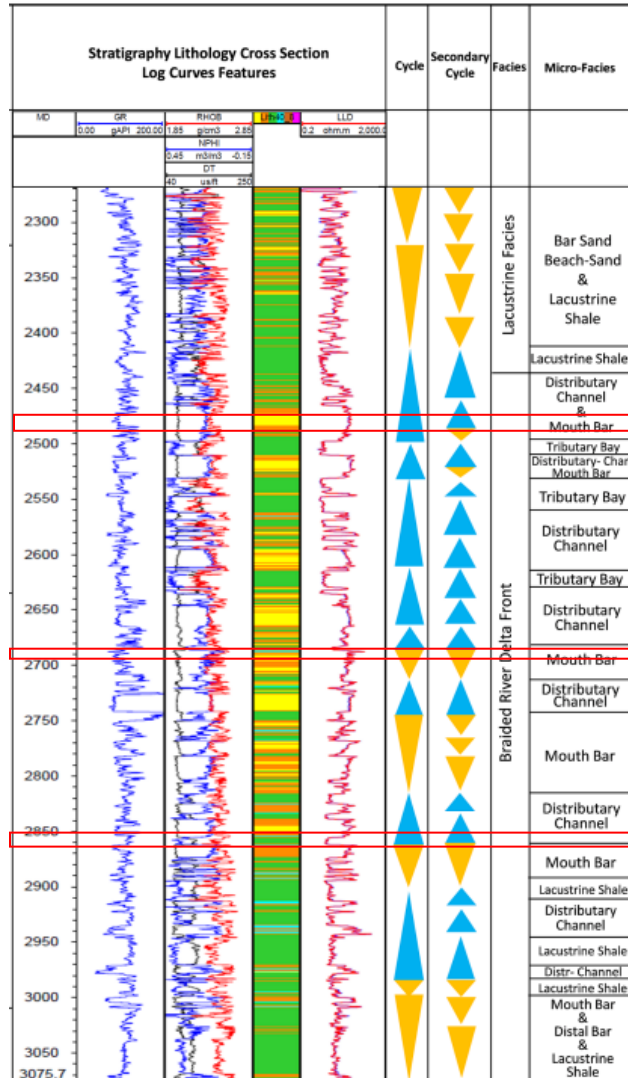 Stratigraphy Lithology Cross Section
Log Curves Features
Cycle
Secondary
Cycle
Facies
Micro-Facies
MD
GR
0.00 gAPI 200.00
RHOB
1.85 g/cm3 2.85
NPHI
0.45 m3/m3 -0.15
DT
40 us/ft 250
LLD
0.2 ohm.m 2,000.0
2300
2350
2400
2450
2500
2550
2600
2650
2700
2750
2800
2850
2900
2950
3000
3050
3075.7
Lacustrine Facies
Braided River Delta Front
Bar Sand
Beach-Sand
&
Lacustrine
Shale
Lacustrine Shale
Distributary
Channel
&
Mouth Bar
Tributary Bay
Distributary- Char
Mouth Bar
Tributary Bay
Distributary
Channel
Tributary Bay
Distributary
Channel
Mouth Bar
Distributary
Channel
Mouth Bar
Distributary
Channel
Mouth Bar
Lacustrine Shale
Distributary
Channel
Lacustrine Shale
Distr- Channel
Lacustrine Shale
Mouth Bar
&
Distal Bar
&
Lacustrine
Shale